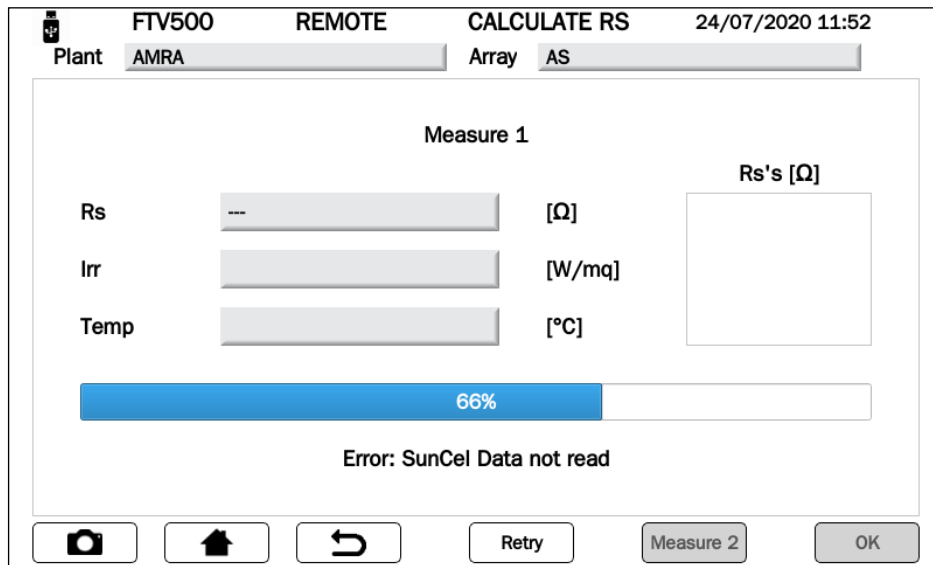 FTV500 REMOTE CALCULATE RS 24/07/2020 11:52
Plant AMRA Array AS
Measure 1
Rs's [Ω]
Rs --- [Ω]
Irr [W/mq]
Temp [°C]
66%
Error: SunCel Data not read
Retry Measure 2 OK